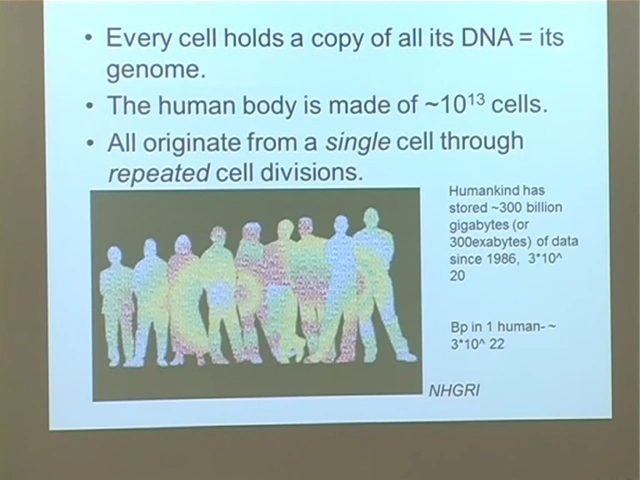 • Every cell holds a copy of all its DNA = its
genome.
• The human body is made of ~10¹³ cells.
• All originate from a single cell through
repeated cell divisions.
Humankind has
stored ~300 billion
gigabytes (or
300exabytes) of data
since 1986, 3*10^
20
Bp in 1 human- ~
3*10^ 22
NHGRI